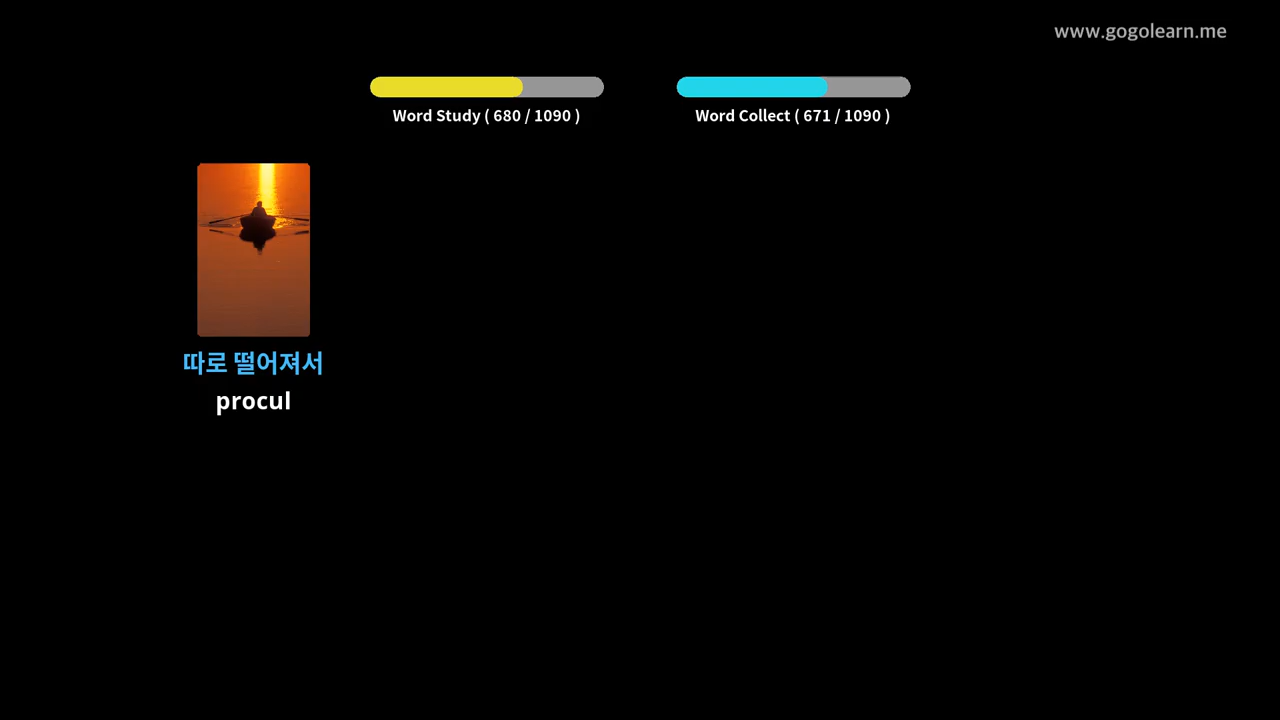 www.gogolearn.me
Word Study ( 680 / 1090 )
Word Collect ( 671 / 1090 )
따로 떨어져서
procul